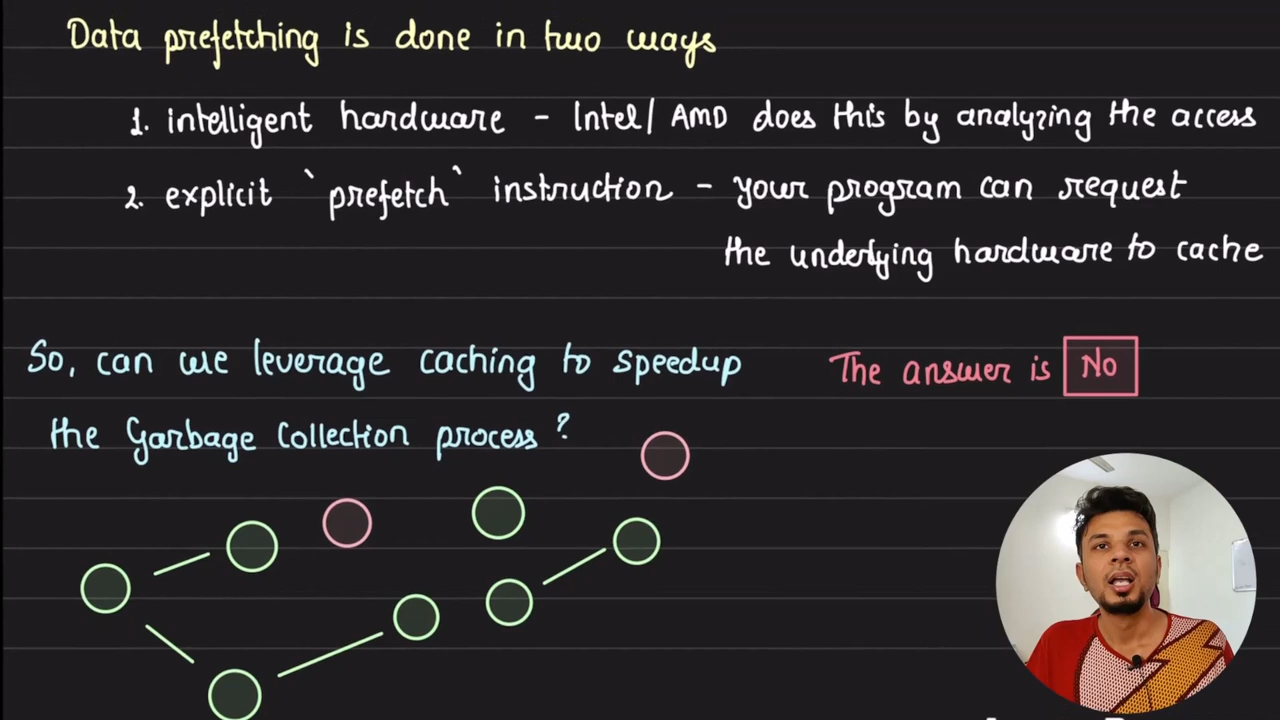 Data prefetching is done in two ways
1. intelligent hardware - Intel/ AMD does this by analyzing the access
2. explicit `prefetch` instruction - your program can request
the underlying hardware to cache
So, can we leverage caching to speedup
the Garbage Collection process?
The answer is No